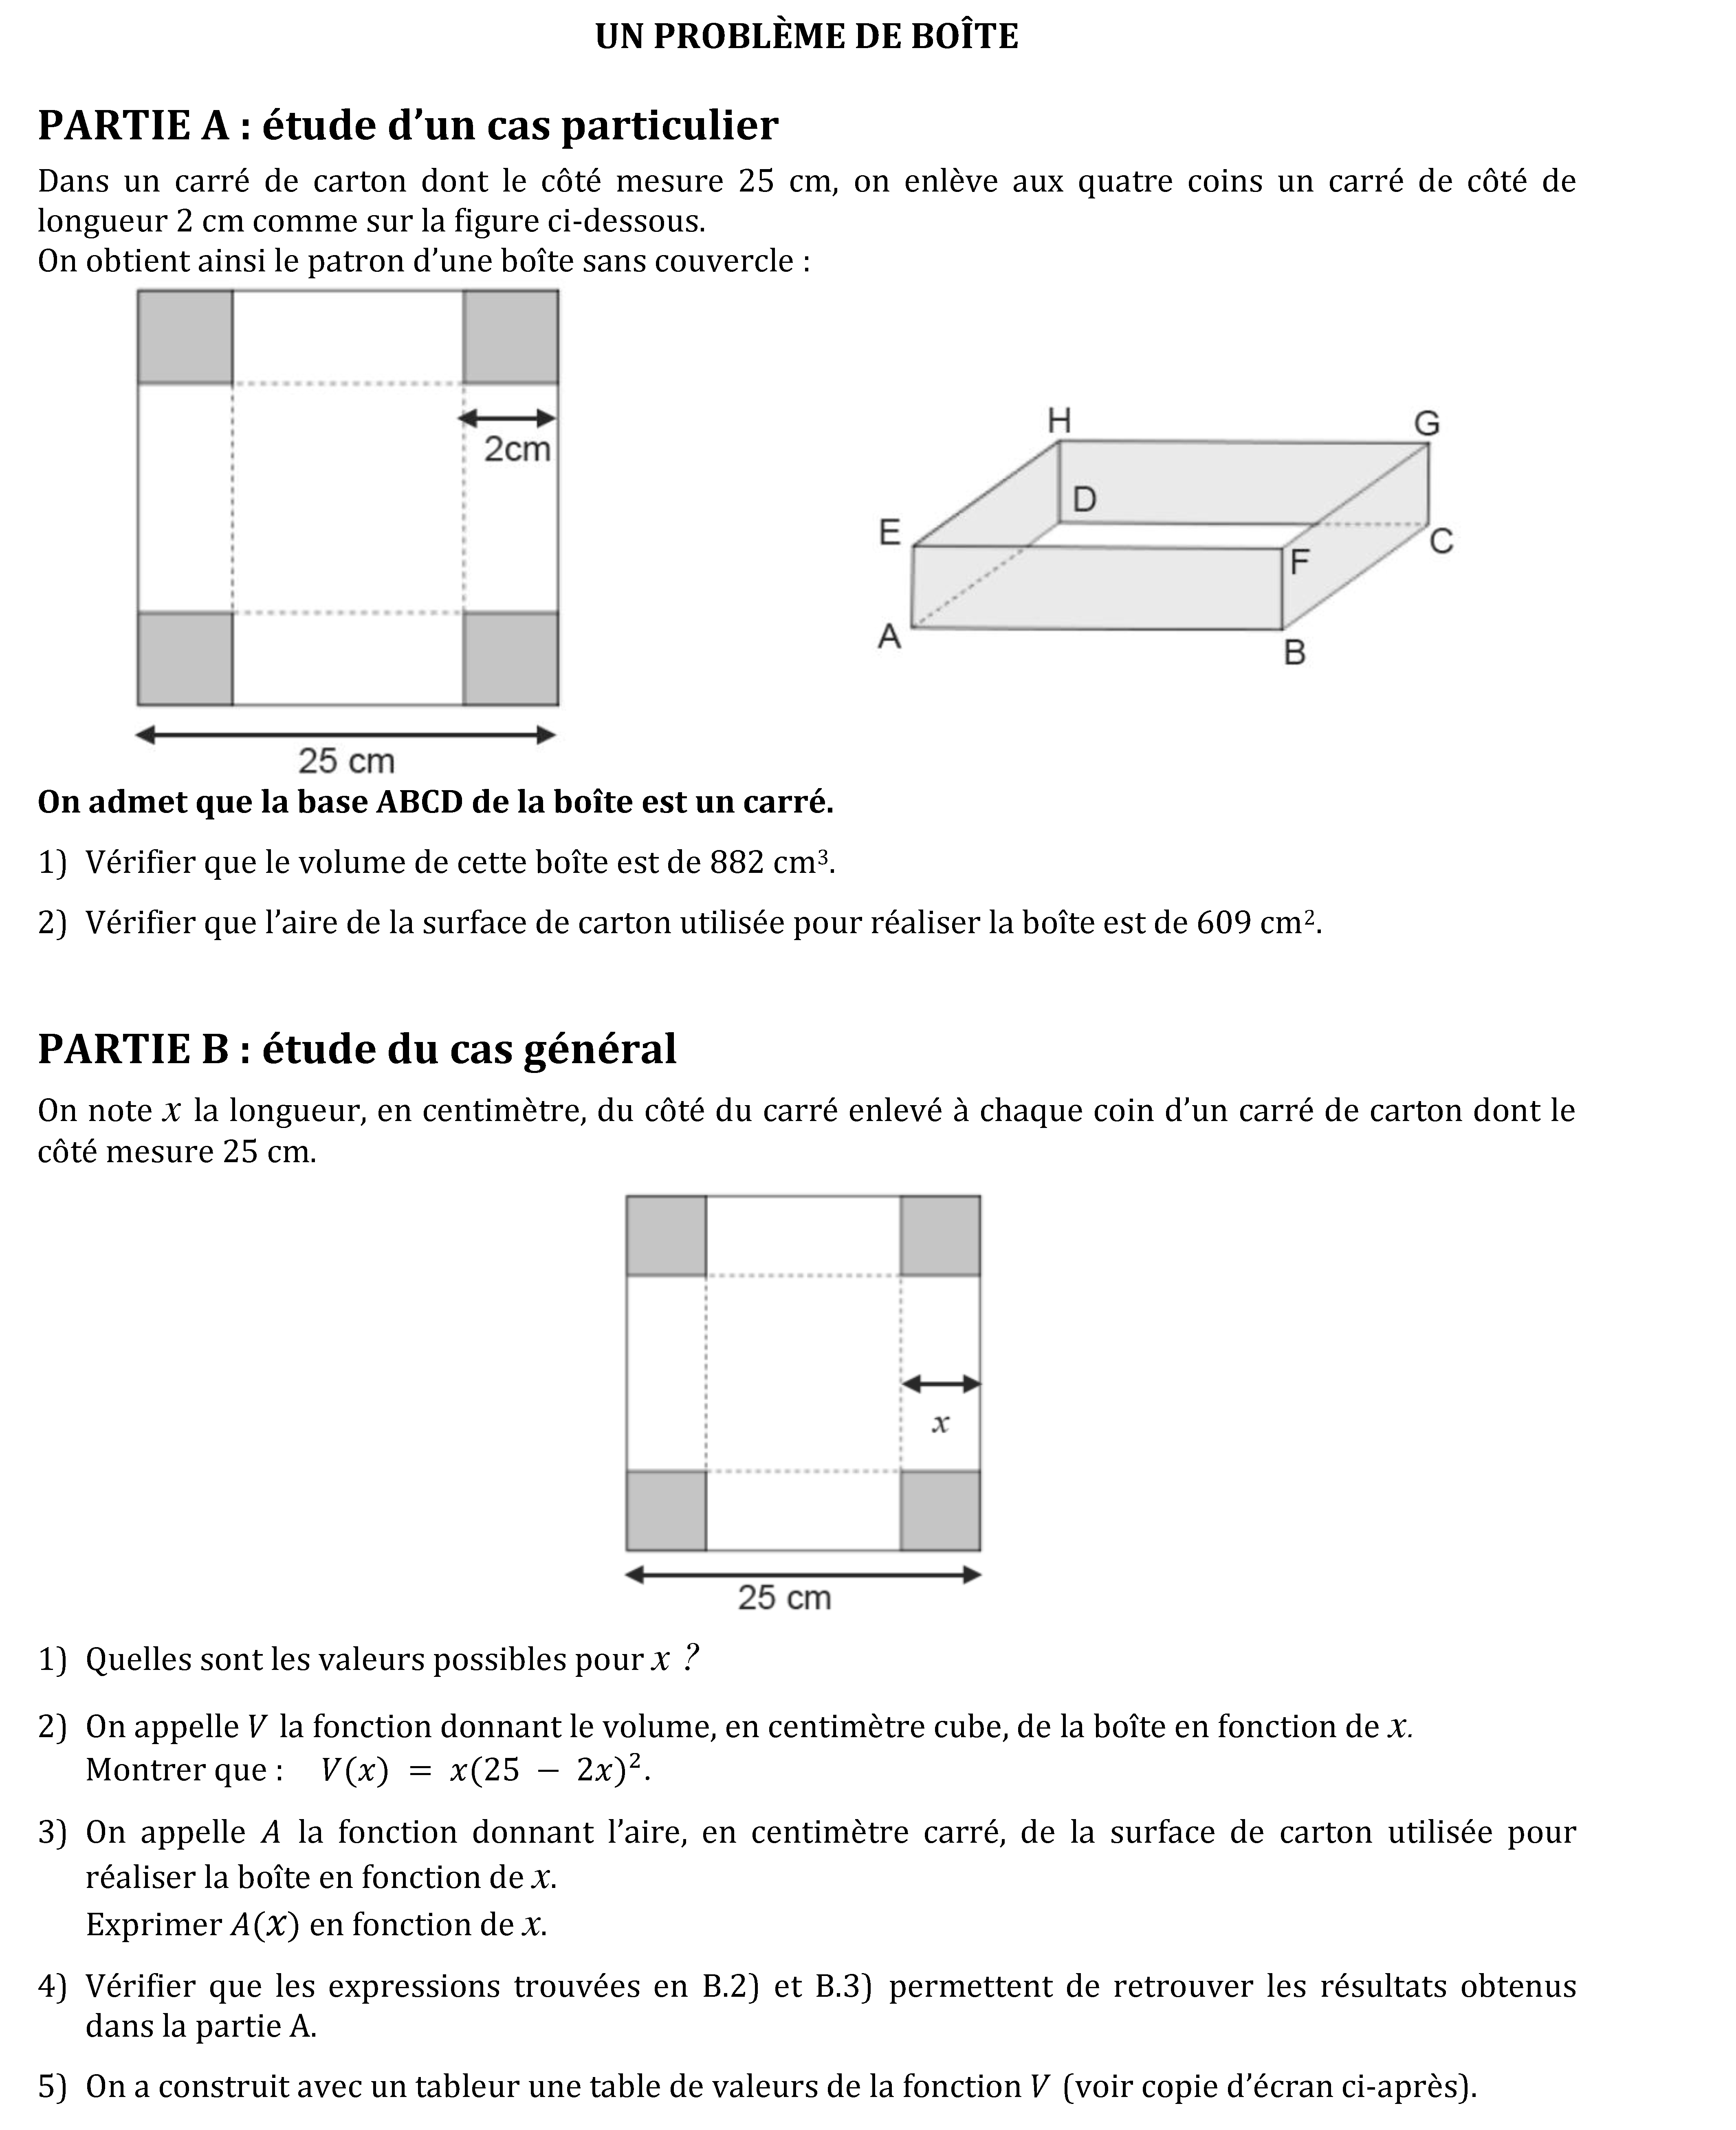 UN PROBLÈME DE BOÎTE
PARTIE A : étude d’un cas particulier
Dans un carré de carton dont le côté mesure 25 cm, on enlève aux quatre coins un carré de côté de
longueur 2 cm comme sur la figure ci-dessous.
On obtient ainsi le patron d’une boîte sans couvercle :
2cm
25 cm
H
G
D
E
C
F
A
B
On admet que la base ABCD de la boîte est un carré.
1) Vérifier que le volume de cette boîte est de 882 cm³.
2) Vérifier que l’aire de la surface de carton utilisée pour réaliser la boîte est de 609 cm².
PARTIE B : étude du cas général
On note x la longueur, en centimètre, du côté du carré enlevé à chaque coin d’un carré de carton dont le
côté mesure 25 cm.
x
25 cm
1) Quelles sont les valeurs possibles pour x ?
2) On appelle V la fonction donnant le volume, en centimètre cube, de la boîte en fonction de x.
Montrer que : V(x) = x(25 − 2x)².
3) On appelle A la fonction donnant l’aire, en centimètre carré, de la surface de carton utilisée pour
réaliser la boîte en fonction de x.
Exprimer A(x) en fonction de x.
4) Vérifier que les expressions trouvées en B.2) et B.3) permettent de retrouver les résultats obtenus
dans la partie A.
5) On a construit avec un tableur une table de valeurs de la fonction V (voir copie d’écran ci-après).